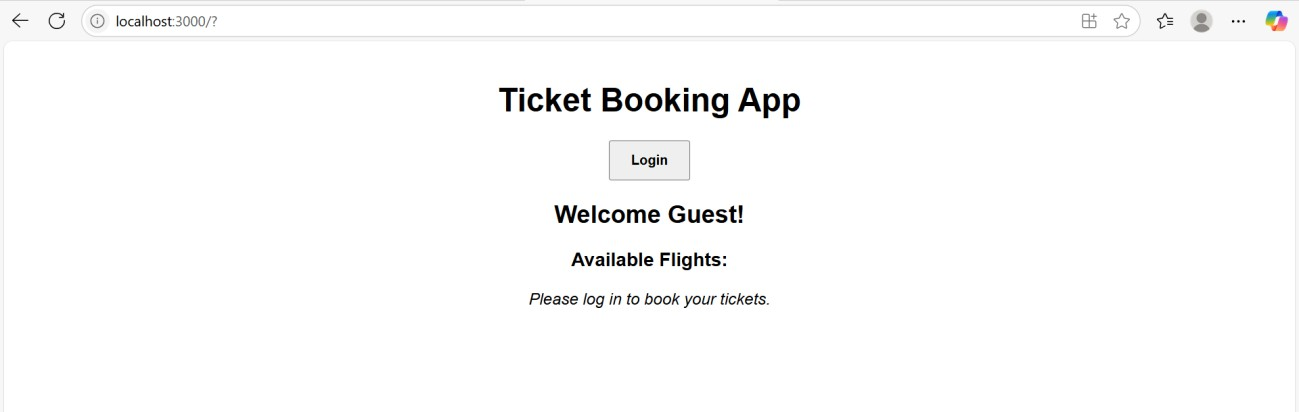 localhost:3000/?
Ticket Booking App
Login
Welcome Guest!
Available Flights:
Please log in to book your tickets.